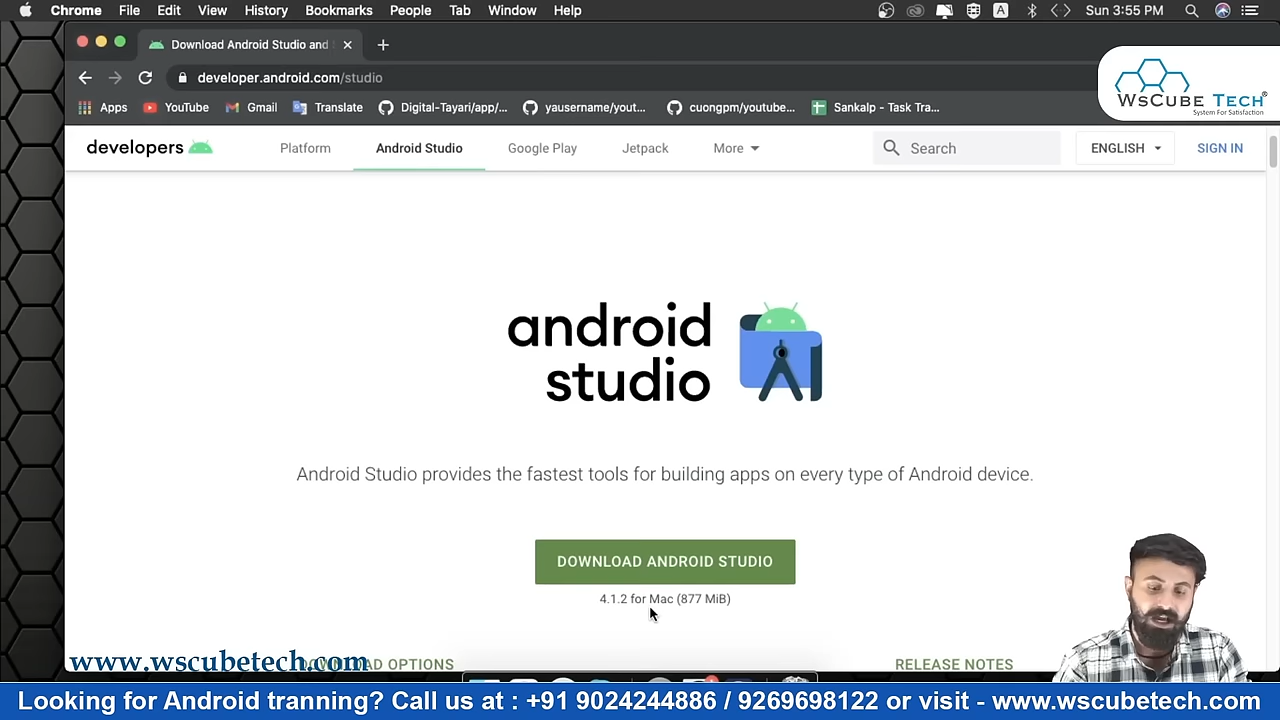 Chrome File Edit View History Bookmarks People Tab Window Help A Sun 3:55 PM
Download Android Studio and
developer.android.com/studio
WsCube Tech®
System For Satisfaction
Apps YouTube Gmail Translate Digital-Tayari/app/... yausername/yout... cuongpm/youtube... Sankalp - Task Tra...
developers Platform Android Studio Google Play Jetpack More Search ENGLISH SIGN IN
android
studio
Android Studio provides the fastest tools for building apps on every type of Android device.
DOWNLOAD ANDROID STUDIO
4.1.2 for Mac (877 MiB)
www.wscubetech.com
OPTIONS RELEASE NOTES
Looking for Android tranning? Call us at : +91 9024244886 / 9269698122 or visit - www.wscubetech.com